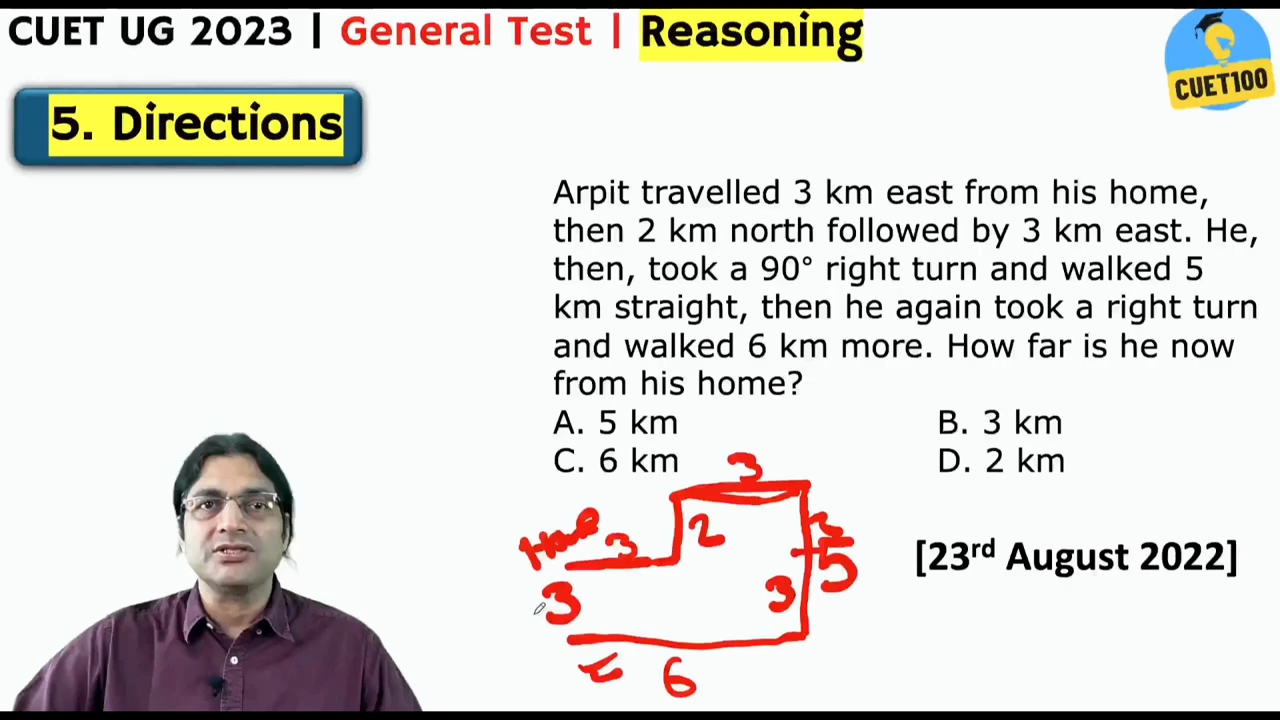 CUET UG 2023 | General Test | Reasoning
CUET100
5. Directions
Arpit travelled 3 km east from his home,
then 2 km north followed by 3 km east. He,
then, took a 90° right turn and walked 5
km straight, then he again took a right turn
and walked 6 km more. How far is he now
from his home?
A. 5 km B. 3 km
C. 6 km D. 2 km
3
Home
3
2
2
5
3
3
6
[23rd August 2022]